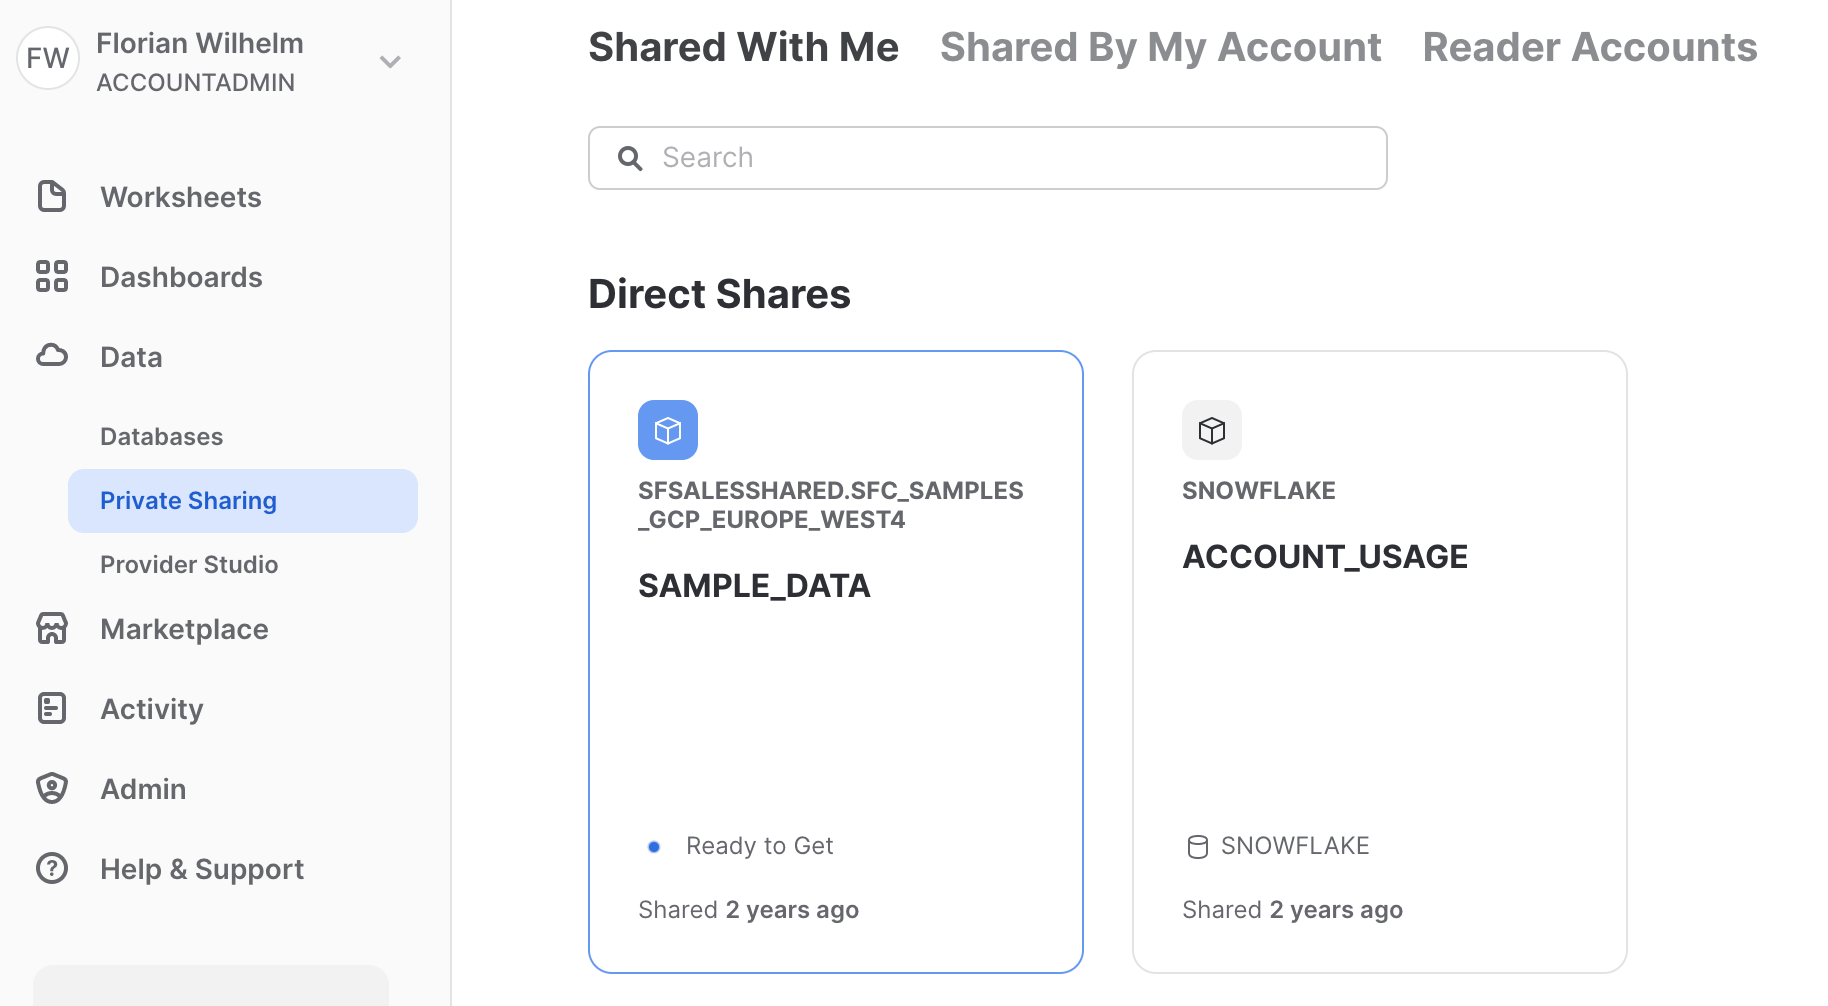 FW
Florian Wilhelm
ACCOUNTADMIN
Worksheets
Dashboards
Data
Databases
Private Sharing
Provider Studio
Marketplace
Activity
Admin
Help & Support
Shared With Me
Shared By My Account
Reader Accounts
Search
Direct Shares
SFSALESSHARED.SFC_SAMPLES
_GCP_EUROPE_WEST4
SAMPLE_DATA
Ready to Get
Shared 2 years ago
SNOWFLAKE
ACCOUNT_USAGE
SNOWFLAKE
Shared 2 years ago